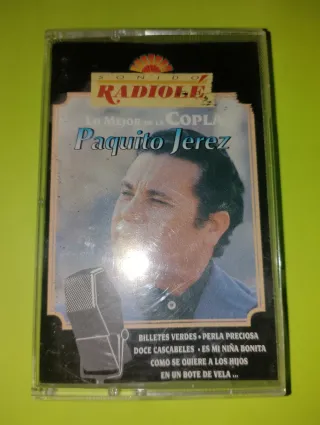 SONIDO
RADIOLÉ
LO MEJOR DE LA COPLA
Paquito Jerez
BILLETES VERDES • PERLA PRECIOSA
DOCE CASCABELES • ES MI NIÑA BONITA
COMO SE QUIERE A LOS HIJOS
EN UN BOTE DE VELA ...